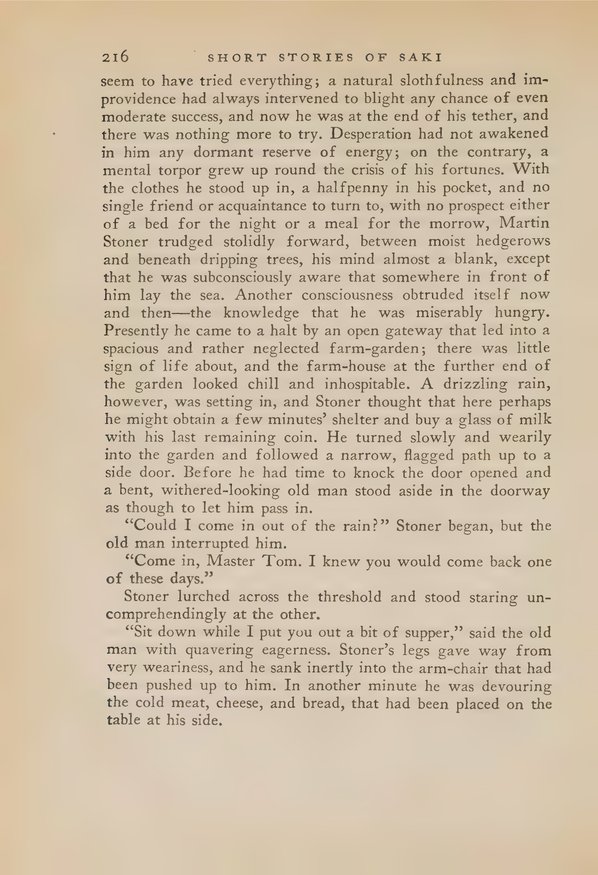 216 SHORT STORIES OF SAKI
seem to have tried everything; a natural slothfulness and im-
providence had always intervened to blight any chance of even
moderate success, and now he was at the end of his tether, and
there was nothing more to try. Desperation had not awakened
in him any dormant reserve of energy; on the contrary, a
mental torpor grew up round the crisis of his fortunes. With
the clothes he stood up in, a halfpenny in his pocket, and no
single friend or acquaintance to turn to, with no prospect either
of a bed for the night or a meal for the morrow, Martin
Stoner trudged stolidly forward, between moist hedgerows
and beneath dripping trees, his mind almost a blank, except
that he was subconsciously aware that somewhere in front of
him lay the sea. Another consciousness obtruded itself now
and then—the knowledge that he was miserably hungry.
Presently he came to a halt by an open gateway that led into a
spacious and rather neglected farm-garden; there was little
sign of life about, and the farm-house at the further end of
the garden looked chill and inhospitable. A drizzling rain,
however, was setting in, and Stoner thought that here perhaps
he might obtain a few minutes’ shelter and buy a glass of milk
with his last remaining coin. He turned slowly and wearily
into the garden and followed a narrow, flagged path up to a
side door. Before he had time to knock the door opened and
a bent, withered-looking old man stood aside in the doorway
as though to let him pass in.
“Could I come in out of the rain?” Stoner began, but the
old man interrupted him.
“Come in, Master Tom. I knew you would come back one
of these days.”
Stoner lurched across the threshold and stood staring un-
comprehendingly at the other.
“Sit down while I put you out a bit of supper,” said the old
man with quavering eagerness. Stoner’s legs gave way from
very weariness, and he sank inertly into the arm-chair that had
been pushed up to him. In another minute he was devouring
the cold meat, cheese, and bread, that had been placed on the
table at his side.